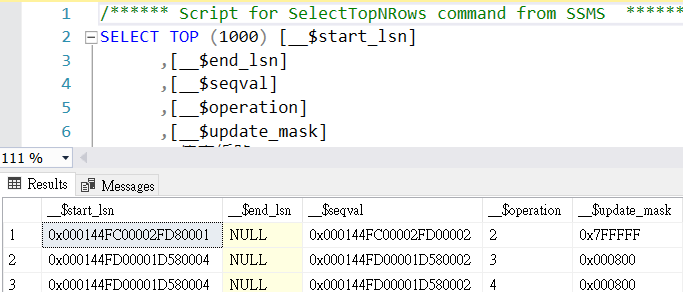 1 /****** Script for SelectTopNRows command from SSMS ******
2 SELECT TOP (1000) [__$start_lsn]
3 ,[__$end_lsn]
4 ,[__$seqval]
5 ,[__$operation]
6 ,[__$update_mask]
111 %
Results Messages
__$start_lsn __$end_lsn __$seqval __$operation __$update_mask
1 0x000144FC00002FD80001 NULL 0x000144FC00002FD00002 2 0x7FFFFF
2 0x000144FD00001D580004 NULL 0x000144FD00001D580002 3 0x000800
3 0x000144FD00001D580004 NULL 0x000144FD00001D580002 4 0x000800